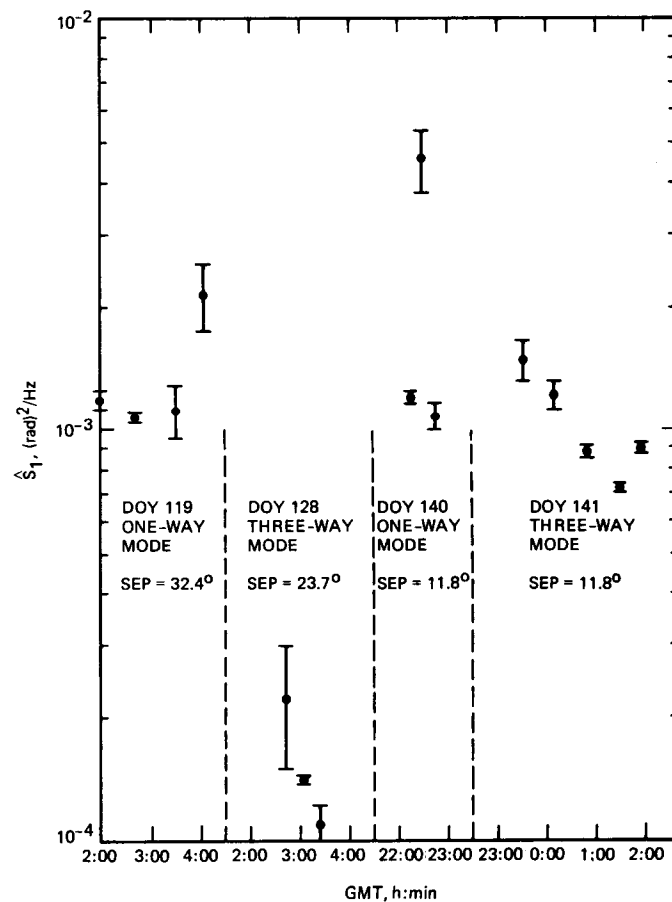 10⁻²
Ŝ₁, (rad)²/Hz
10⁻³
DOY 119
ONE-WAY
MODE
SEP = 32.4°
DOY 128
THREE-WAY
MODE
SEP = 23.7°
DOY 140
ONE-WAY
MODE
SEP = 11.8°
DOY 141
THREE-WAY
MODE
SEP = 11.8°
10⁻⁴
2:00 3:00 4:00 2:00 3:00 4:00 22:00 23:00 23:00 0:00 1:00 2:00
GMT, h:min